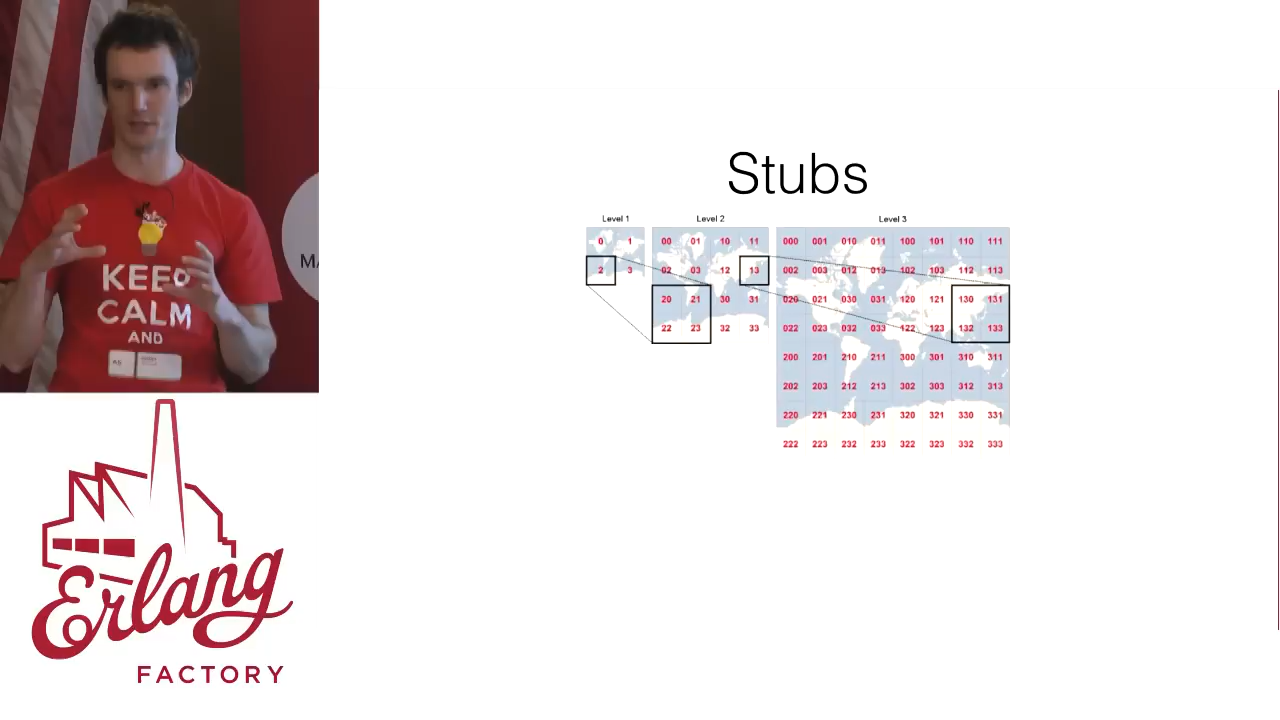 KEEP
CALM
AND
MA
Erlang
FACTORY
Stubs
Level 1
Level 2
Level 3
0 1
2 3
00 01 10 11
02 03 12 13
20 21 30 31
22 23 32 33
000 001 010 011 100 101 110 111
002 003 012 013 102 103 112 113
020 021 030 031 120 121 130 131
022 023 032 033 122 123 132 133
200 201 210 211 300 301 310 311
202 203 212 213 302 303 312 313
220 221 230 231 320 321 330 331
222 223 232 233 322 323 332 333